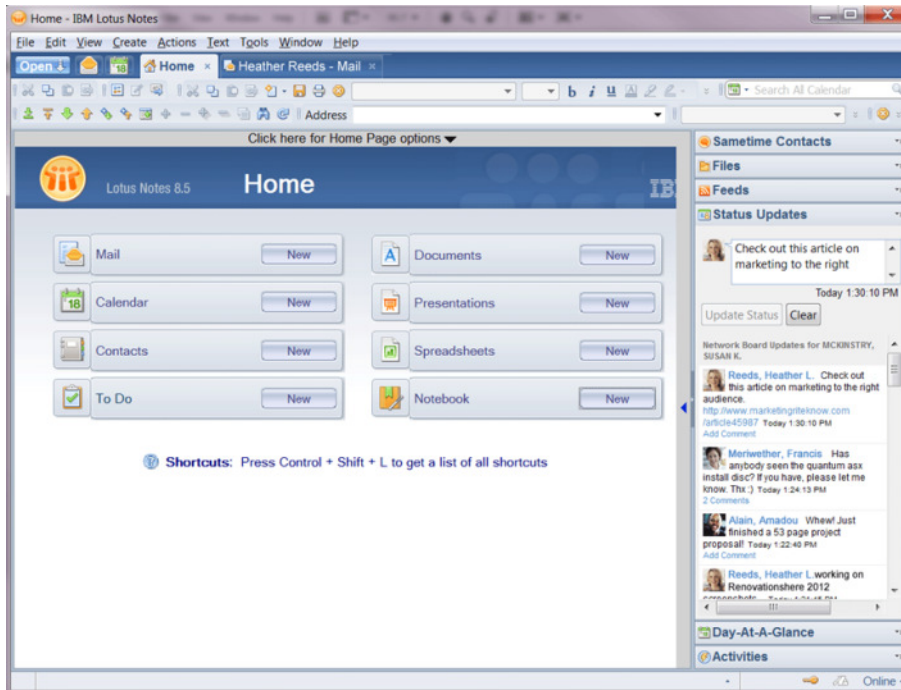 Home - IBM Lotus Notes
File Edit View Create Actions Text Tools Window Help
Open
18
Home ×
Heather Reeds - Mail ×
b i u
Search All Calendar
Address
Click here for Home Page options
Lotus Notes 8.5
Home
IB
Mail New
Documents New
18
Calendar New
Presentations New
Contacts New
Spreadsheets New
To Do New
Notebook New
Shortcuts: Press Control + Shift + L to get a list of all shortcuts
Sametime Contacts
Files
Feeds
Status Updates
Check out this article on
marketing to the right
Today 1:30:10 PM
Update Status Clear
Network Board Updates for MCKINSTRY,
SUSAN K.
Reeds, Heather L. Check out
this article on marketing to the right
audience.
http://www.marketingriteknow.com
/article45987 Today 1:30:10 PM
Add Comment
Meriwether, Francis Has
anybody seen the quantum asx
install disc? If you have, please let me
know. Thx :) Today 1:24:13 PM
2 Comments
Alain, Amadou Whew! Just
finished a 53 page project
proposal! Today 1:22:40 PM
Add Comment
Reeds, Heather L. working on
Renovationshere 2012
Day-At-A-Glance
Activities
Online